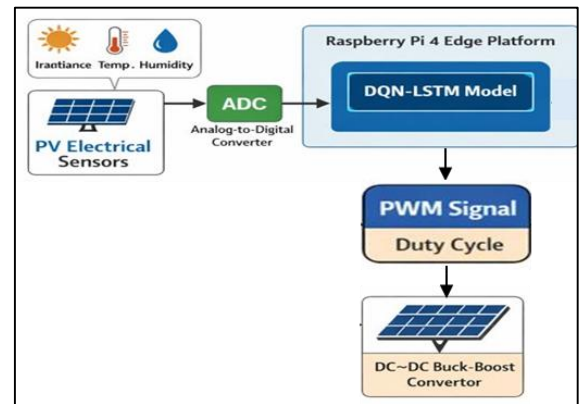 Irantiance Temp. Humidity
PV Electrical
Sensors
ADC
Analog-to-Digital
Converter
Raspberry Pi 4 Edge Platform
DQN-LSTM Model
PWM Signal
Duty Cycle
DC~DC Buck-Boost
Convertor